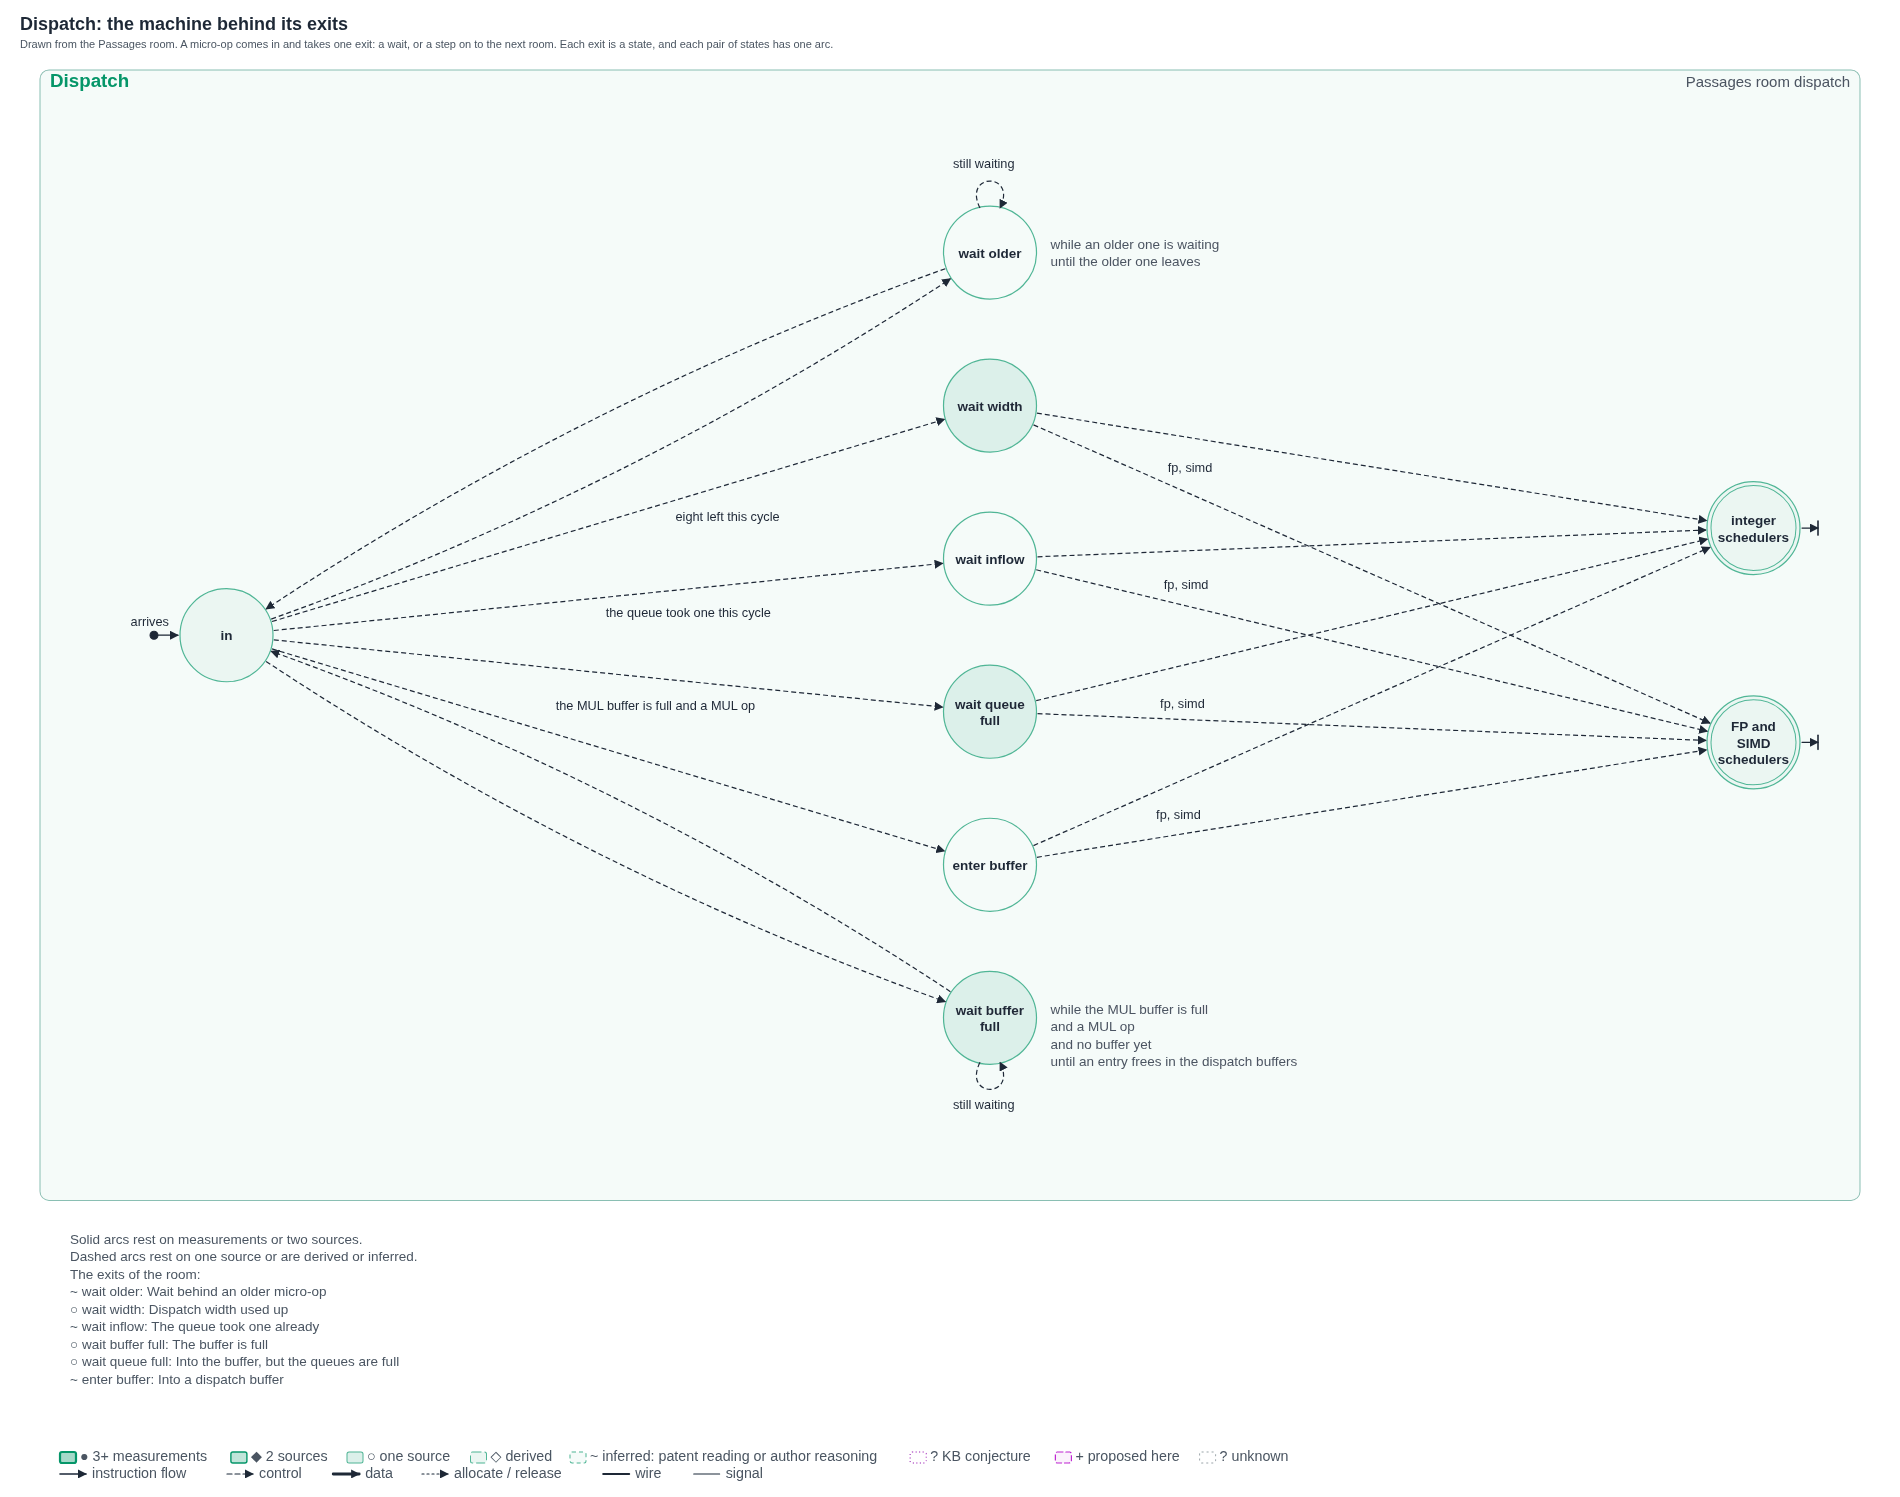 Dispatch: the machine behind its exits
Drawn from the Passages room. A micro-op comes in and takes one exit: a wait, or a step on to the next room. Each exit is a state, and each pair of states has one arc.
Dispatch
Passages room dispatch
still waiting
wait older
while an older one is waiting
until the older one leaves
wait width
fp, simd
eight left this cycle
integer
schedulers
wait inflow
fp, simd
the queue took one this cycle
arrives
in
wait queue
full
fp, simd
the MUL buffer is full and a MUL op
FP and
SIMD
schedulers
fp, simd
enter buffer
wait buffer
full
while the MUL buffer is full
and a MUL op
and no buffer yet
until an entry frees in the dispatch buffers
still waiting
Solid arcs rest on measurements or two sources.
Dashed arcs rest on one source or are derived or inferred.
The exits of the room:
~ wait older: Wait behind an older micro-op
○ wait width: Dispatch width used up
~ wait inflow: The queue took one already
○ wait buffer full: The buffer is full
○ wait queue full: Into the buffer, but the queues are full
~ enter buffer: Into a dispatch buffer
● 3+ measurements ◆ 2 sources ○ one source ◇ derived ~ inferred: patent reading or author reasoning ? KB conjecture + proposed here ? unknown
instruction flow control data allocate / release wire signal